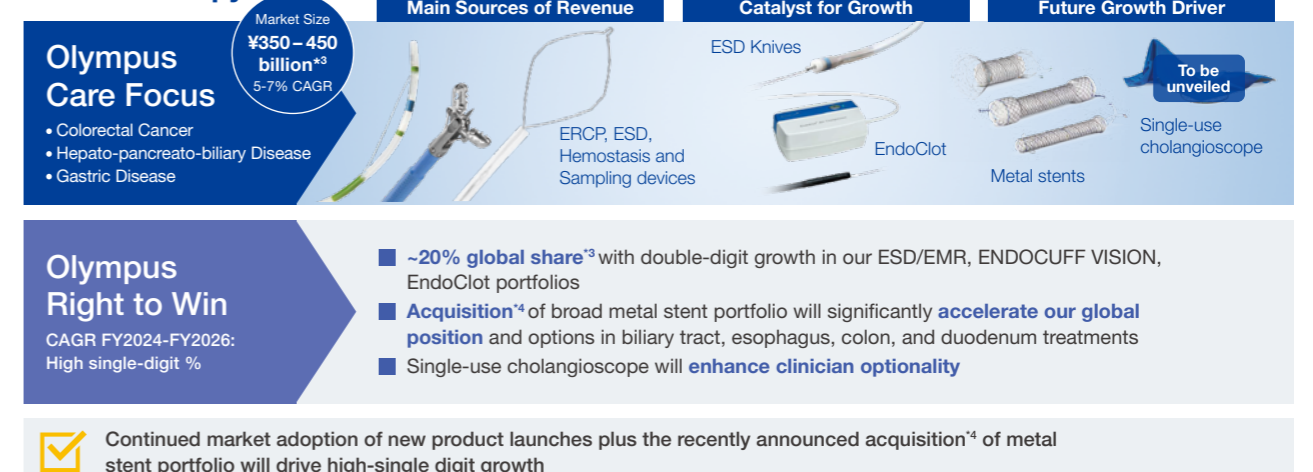 Main Sources of Revenue
Catalyst for Growth
Future Growth Driver
Market Size
¥350–450
billion*3
5-7% CAGR
Olympus
Care Focus
• Colorectal Cancer
• Hepato-pancreato-biliary Disease
• Gastric Disease
ERCP, ESD,
Hemostasis and
Sampling devices
ESD Knives
EndoClot
Metal stents
To be
unveiled
Single-use
cholangioscope
Olympus
Right to Win
CAGR FY2024-FY2026:
High single-digit %
~20% global share*3 with double-digit growth in our ESD/EMR, ENDOCUFF VISION,
EndoClot portfolios
Acquisition*4 of broad metal stent portfolio will significantly accelerate our global
position and options in biliary tract, esophagus, colon, and duodenum treatments
Single-use cholangioscope will enhance clinician optionality
Continued market adoption of new product launches plus the recently announced acquisition*4 of metal
stent portfolio will drive high-single digit growth